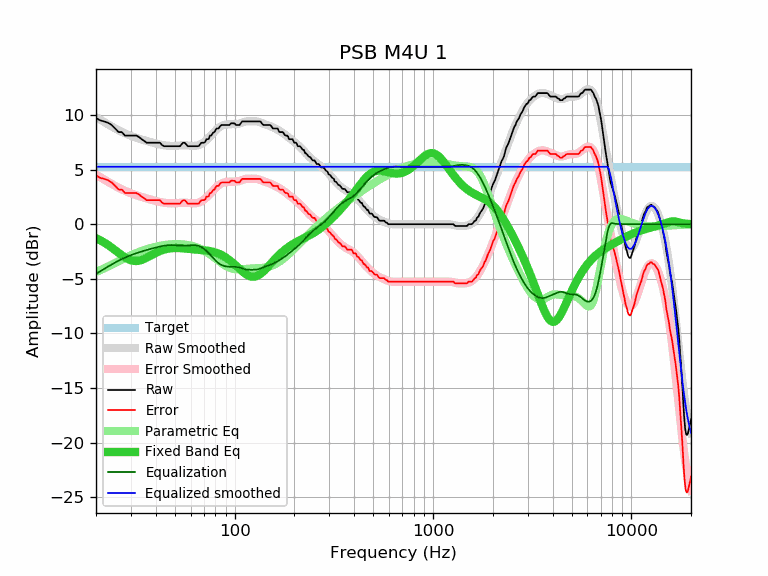 PSB M4U 1
Amplitude (dBr)
10
5
0
−5
−10
−15
−20
−25
Target
Raw Smoothed
Error Smoothed
Raw
Error
Parametric Eq
Fixed Band Eq
Equalization
Equalized smoothed
100
1000
10000
Frequency (Hz)